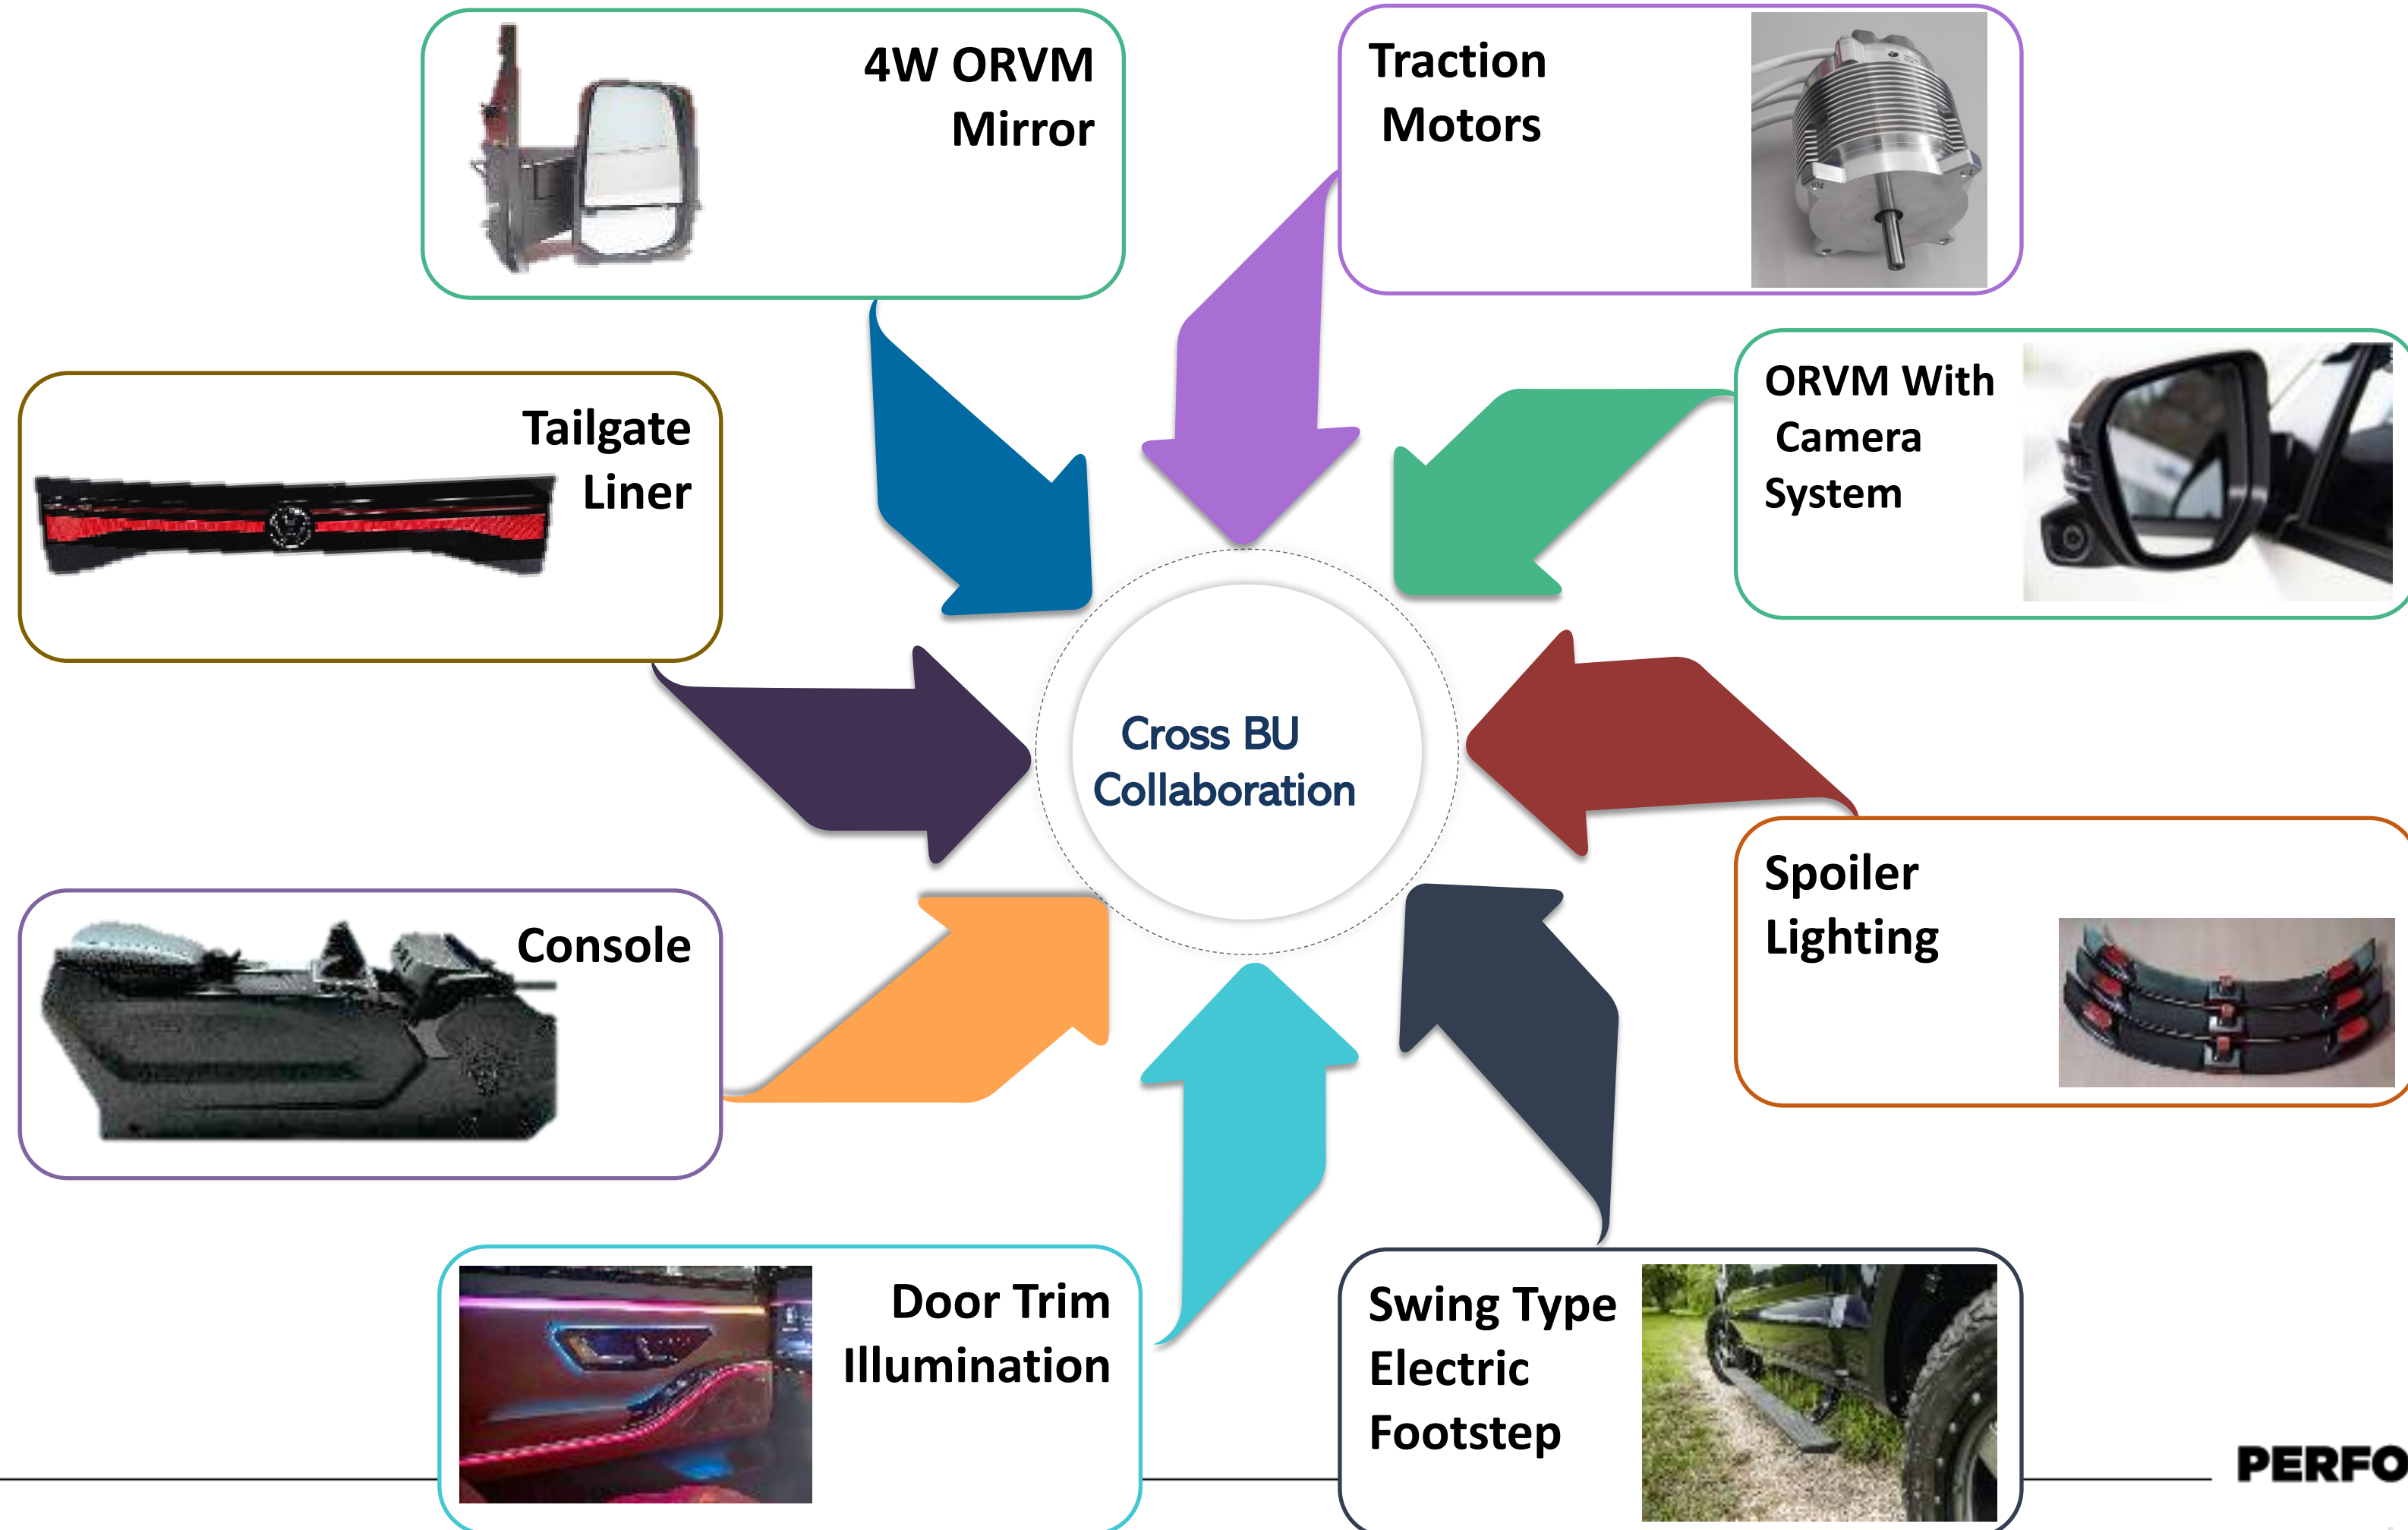 4W ORVM
Mirror
Traction
Motors
Tailgate
Liner
ORVM With
Camera
System
Cross BU
Collaboration
Console
Spoiler
Lighting
Door Trim
Illumination
Swing Type
Electric
Footstep
PERFO